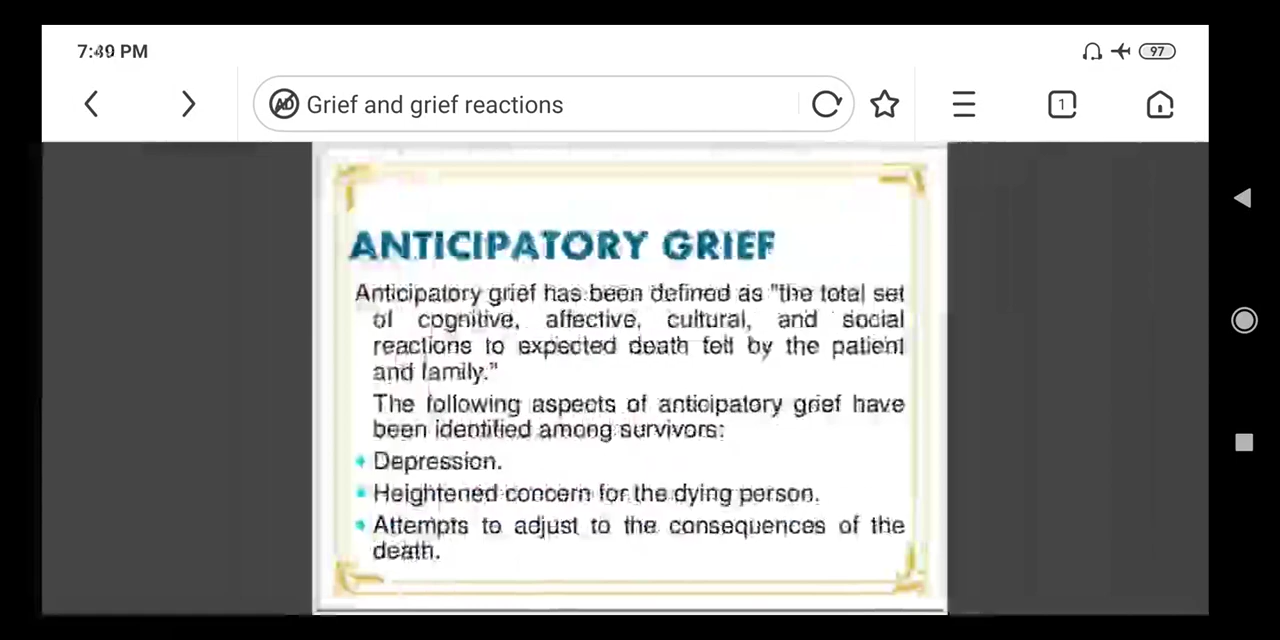 7:49 PM
97
AD
Grief and grief reactions
1
ANTICIPATORY GRIEF
Anticipatory grief has been defined as "the total set
of cognitive, affective, cultural, and social
reactions to expected death felt by the patient
and family."
The following aspects of anticipatory grief have
been identified among survivors:
• Depression.
• Heightened concern for the dying person.
• Attempts to adjust to the consequences of the
death.